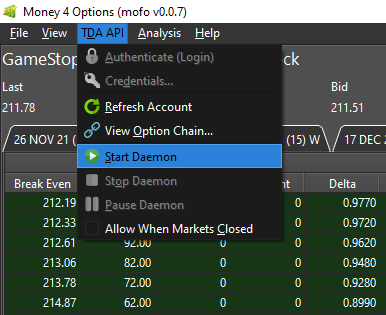 Money 4 Options (mofo v0.0.7)
File View TDA API Analysis Help
GameStop ck
Last Bid
211.78 211.51
Authenticate (Login)
Credentials...
Refresh Account
View Option Chain...
Start Daemon
Stop Daemon
Pause Daemon
Allow When Markets Closed
26 NOV 21 ( (15) W 17 DEC 2
Break Even nt Delta
212.19 0 0.9770
212.33 0 0.9720
212.61 92.00 0 0 0.9620
213.06 82.00 0 0 0.9480
213.78 72.00 0 0 0.9280
214.87 62.00 0 0 0.8990